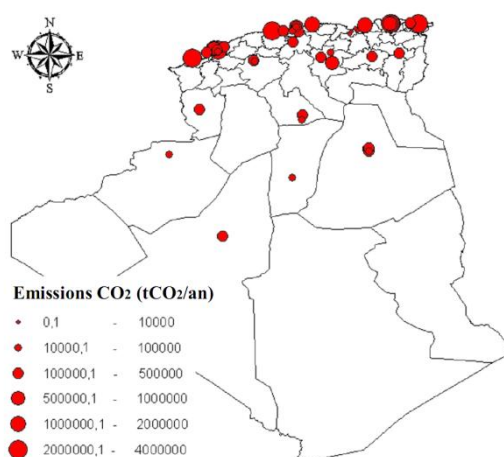 N
W E
S
Emissions CO₂ (tCO₂/an)
0,1 - 10000
10000,1 - 100000
100000,1 - 500000
500000,1 - 1000000
1000000,1 - 2000000
2000000,1 - 4000000